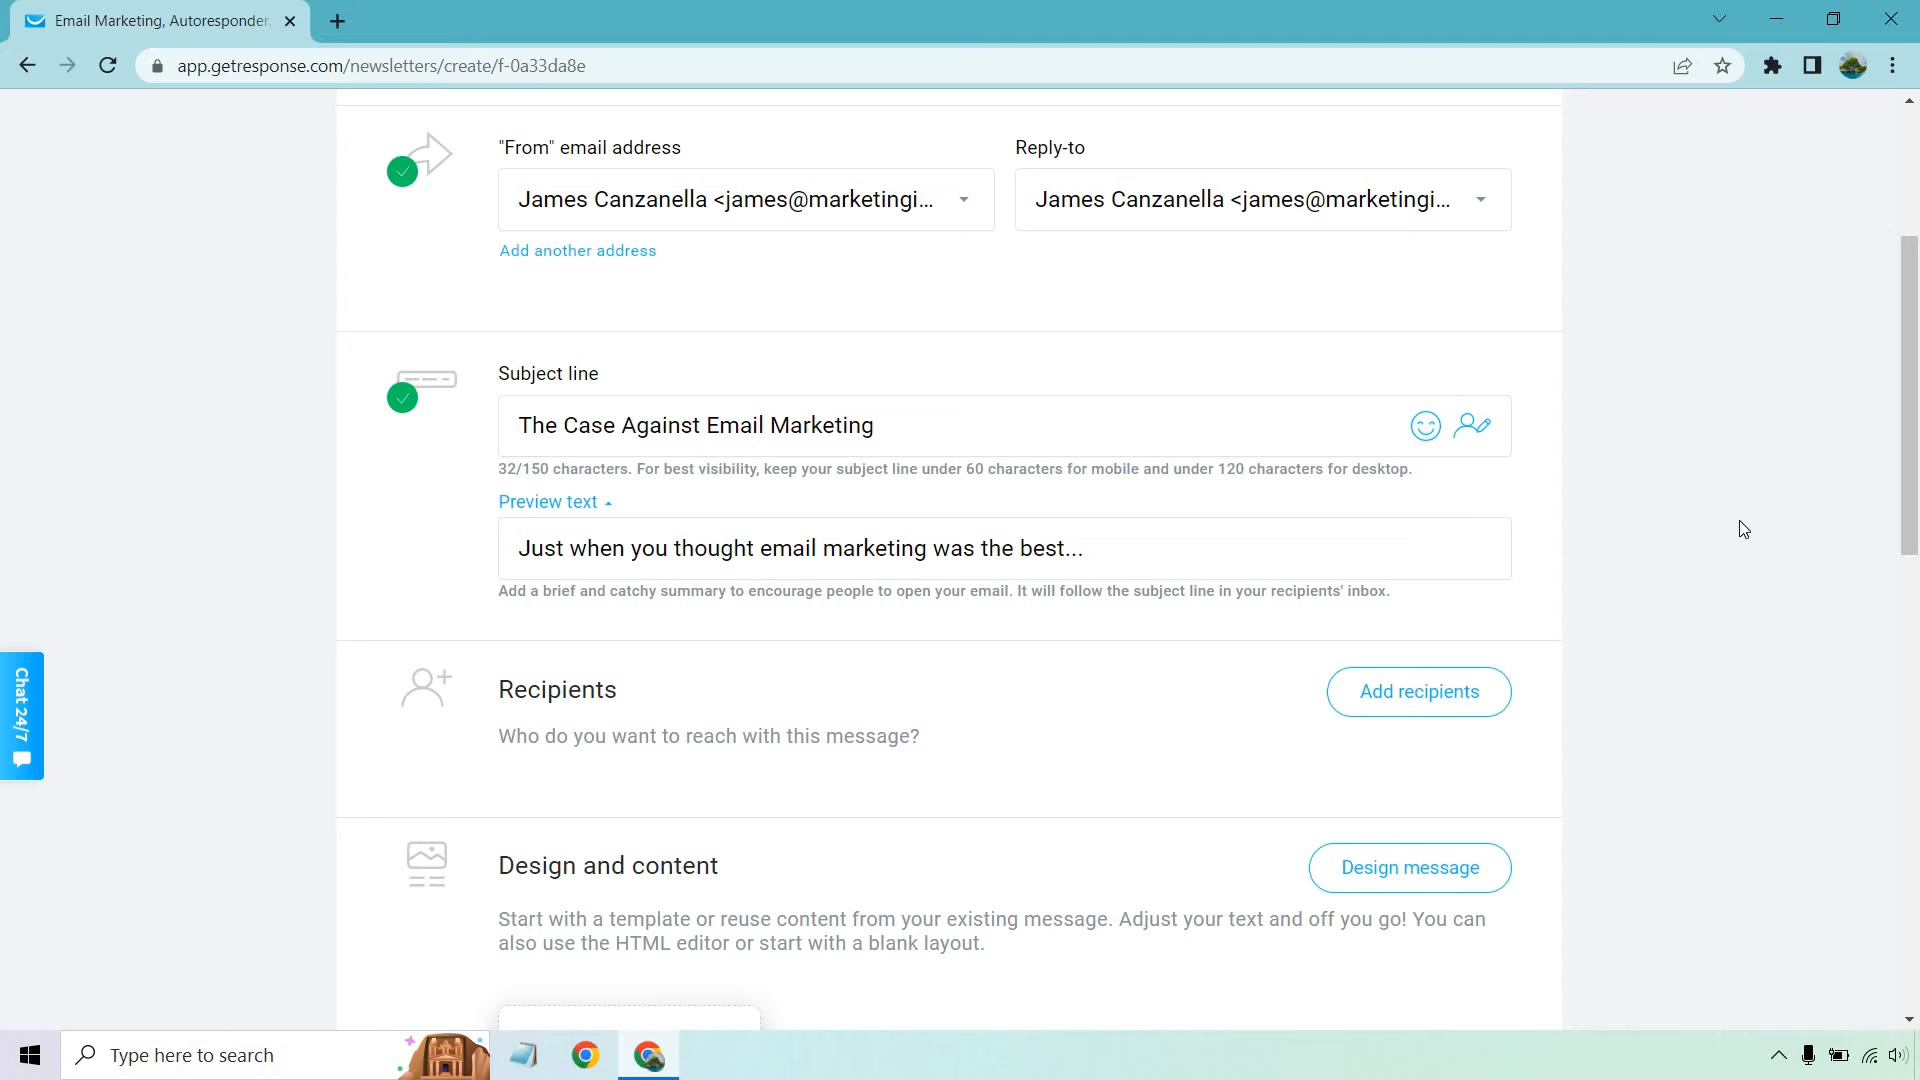 Email Marketing, Autoresponder,
app.getresponse.com/newsletters/create/f-0a33da8e
"From" email address
Reply-to
James Canzanella <james@marketingi...
James Canzanella <james@marketingi...
Add another address
Subject line
The Case Against Email Marketing
32/150 characters. For best visibility, keep your subject line under 60 characters for mobile and under 120 characters for desktop.
Preview text
Just when you thought email marketing was the best...
Add a brief and catchy summary to encourage people to open your email. It will follow the subject line in your recipients' inbox.
Recipients
Add recipients
Who do you want to reach with this message?
Chat 24/7
Design and content
Design message
Start with a template or reuse content from your existing message. Adjust your text and off you go! You can
also use the HTML editor or start with a blank layout.
Type here to search